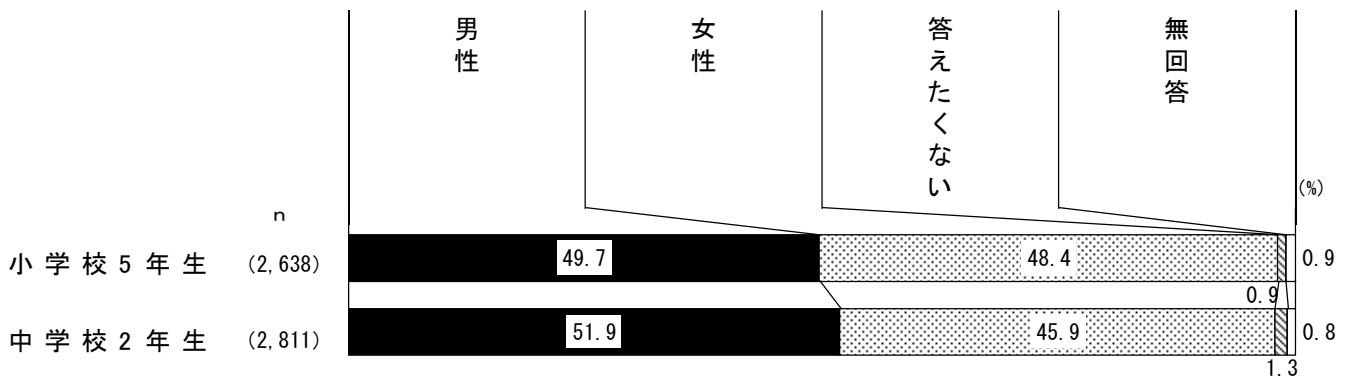 男性
女性
答えたくない
無回答
(%)
n
小学校5年生 (2,638) 49.7 48.4 0.9
0.9
中学校2年生 (2,811) 51.9 45.9 0.8
1.3